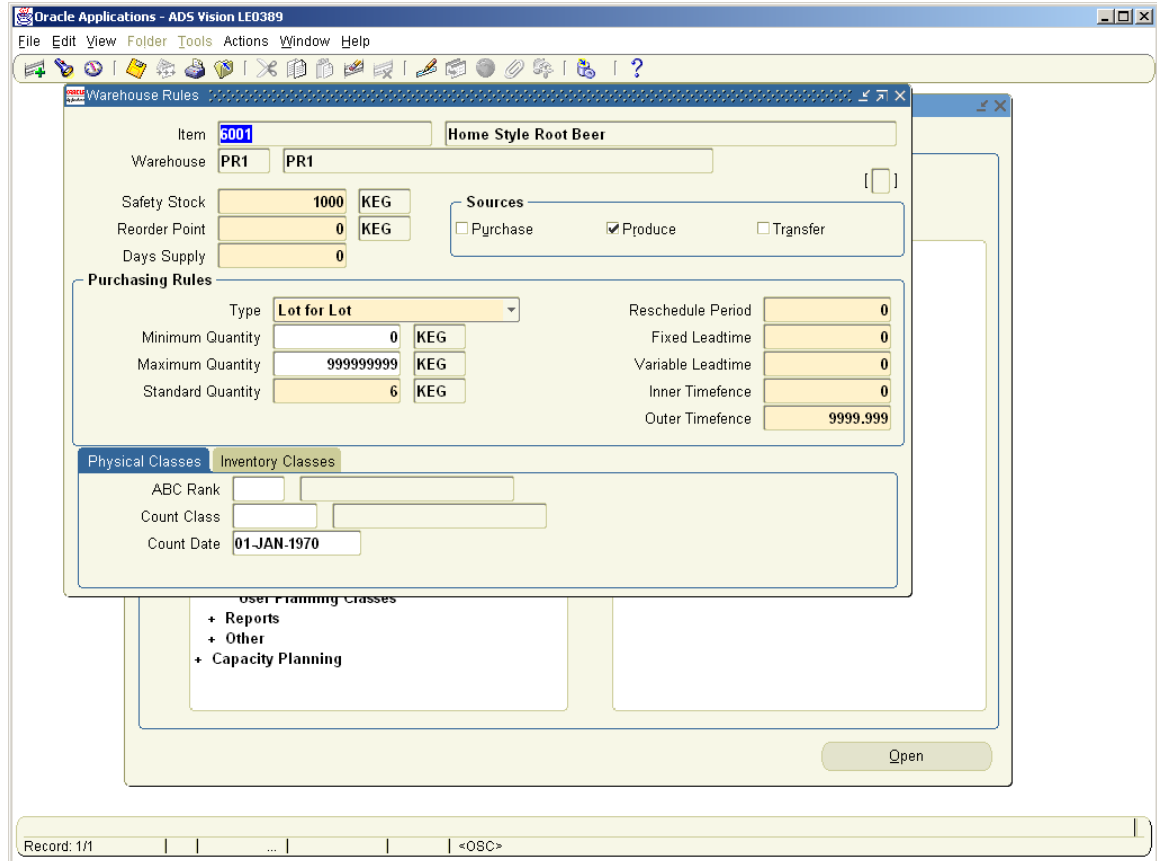 Oracle Applications - ADS Vision LE0389
File Edit View Folder Tools Actions Window Help
Warehouse Rules
Item 6001 Home Style Root Beer
Warehouse PR1 PR1
[ ]
Safety Stock 1000 KEG
Sources
Reorder Point 0 KEG
Purchase Produce Transfer
Days Supply 0
Purchasing Rules
Type Lot for Lot Reschedule Period 0
Minimum Quantity 0 KEG Fixed Leadtime 0
Maximum Quantity 999999999 KEG Variable Leadtime 0
Standard Quantity 6 KEG Inner Timefence 0
Outer Timefence 9999.999
Physical Classes Inventory Classes
ABC Rank
Count Class
Count Date 01-JAN-1970
User Planning Classes
+ Reports
+ Other
+ Capacity Planning
Open
Record: 1/1 ... <OSC>